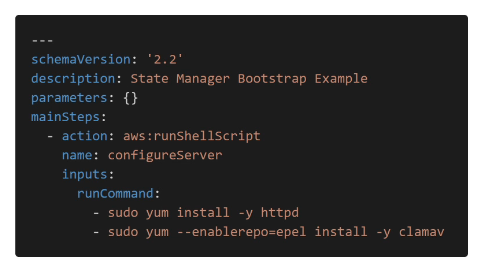 ---
schemaVersion: '2.2'
description: State Manager Bootstrap Example
parameters: {}
mainSteps:
  - action: aws:runShellScript
    name: configureServer
    inputs:
      runCommand:
        - sudo yum install -y httpd
        - sudo yum --enablerepo=epel install -y clamav